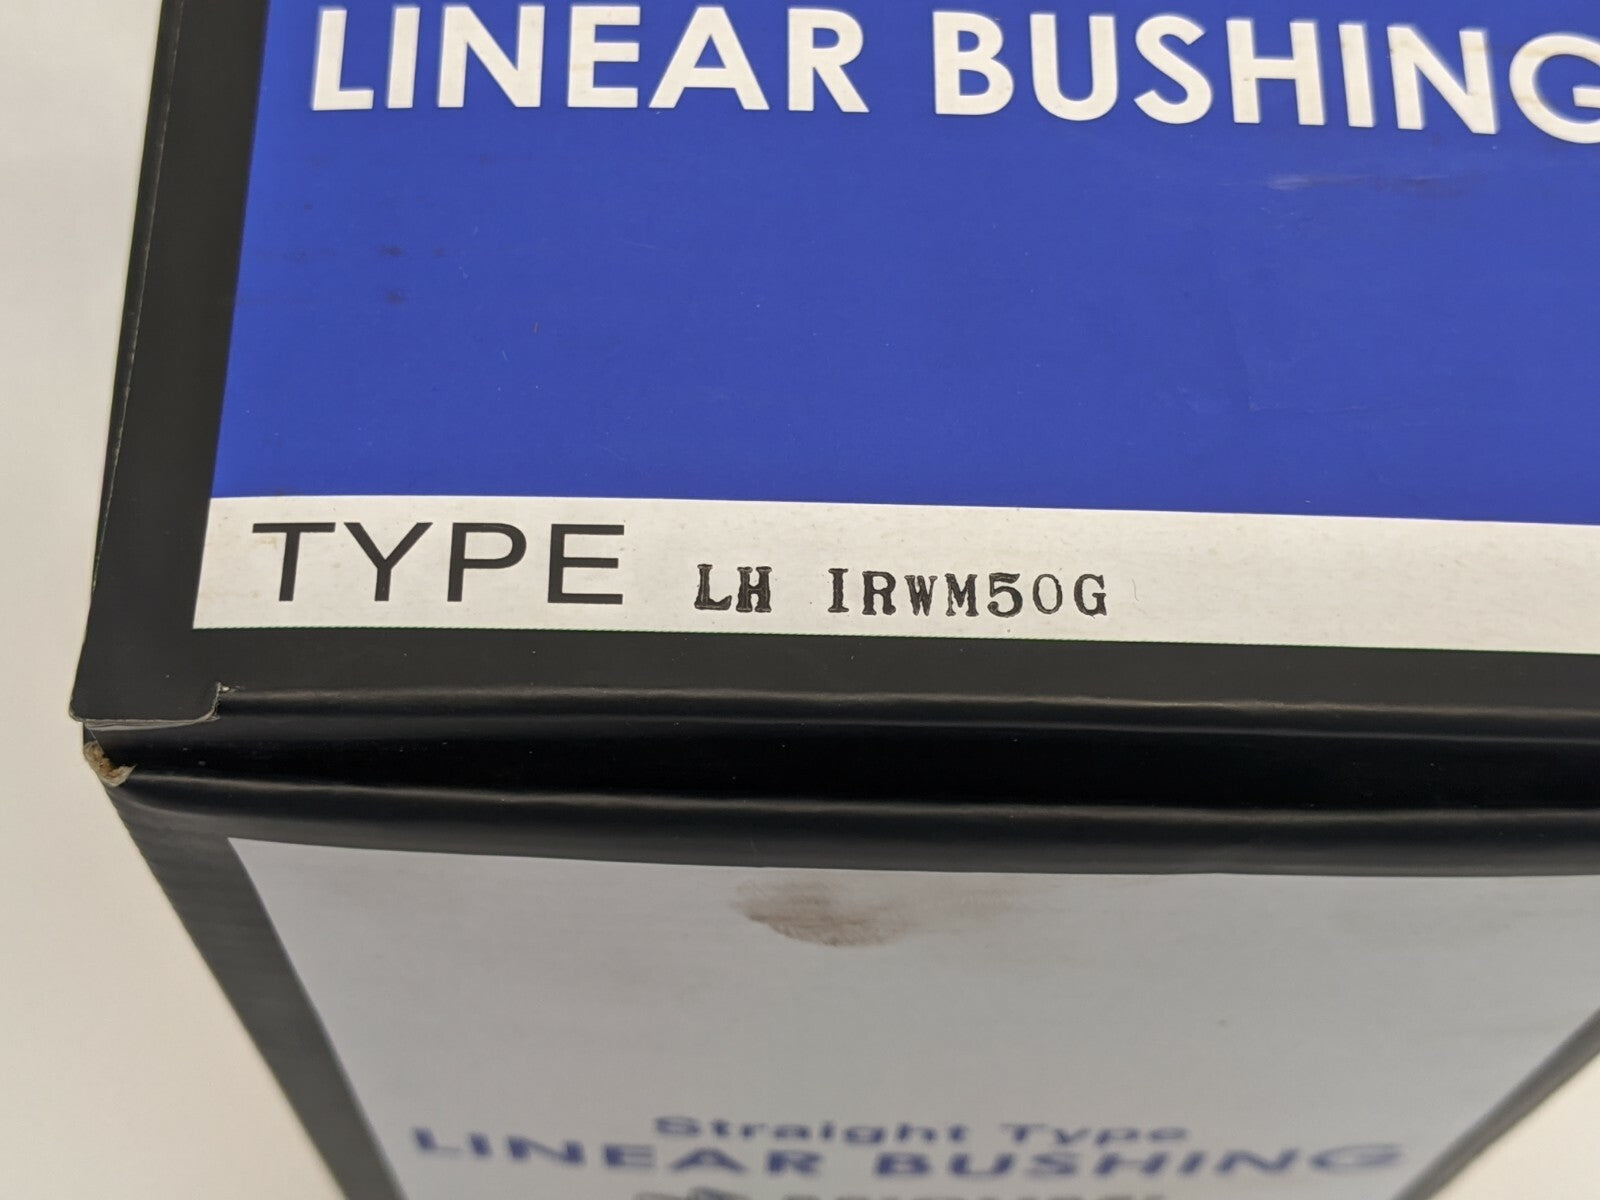 LINEAR BUSHING
TYPE LH IRWM50G
Straight Type
LINEAR BUSHING